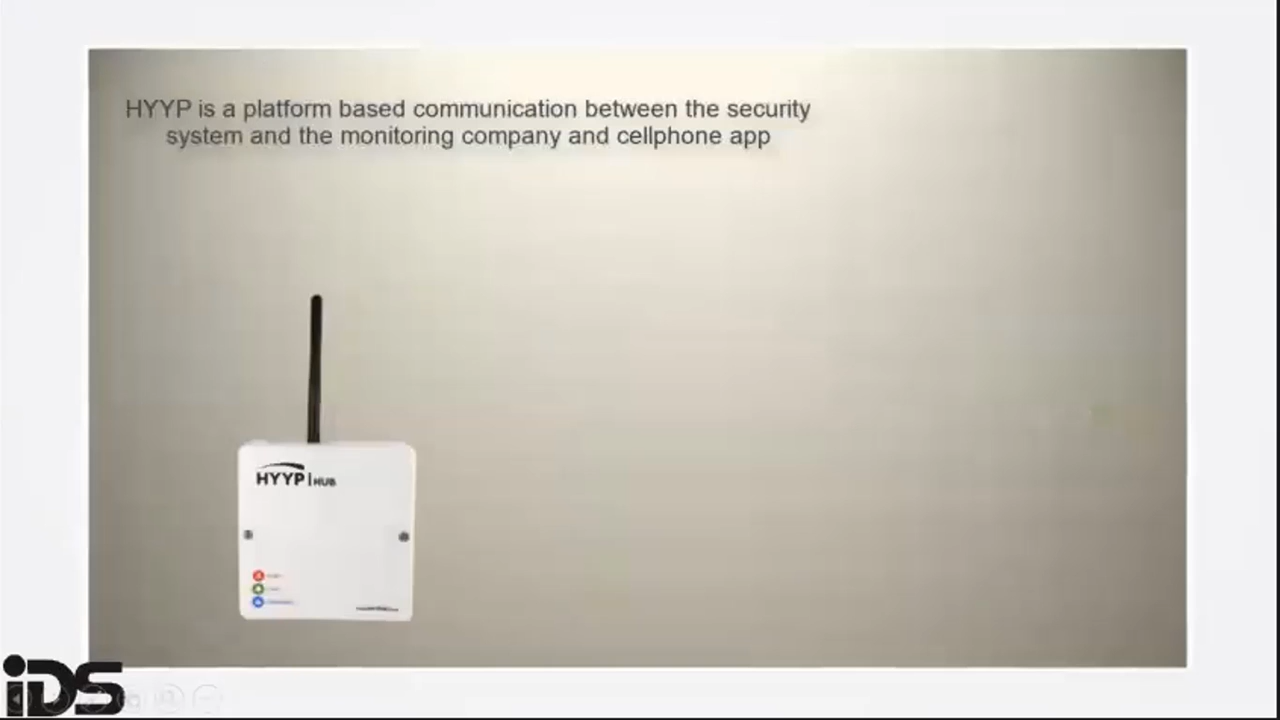 HYYP is a platform based communication between the security
system and the monitoring company and cellphone app
HYYP | HUB
iDS